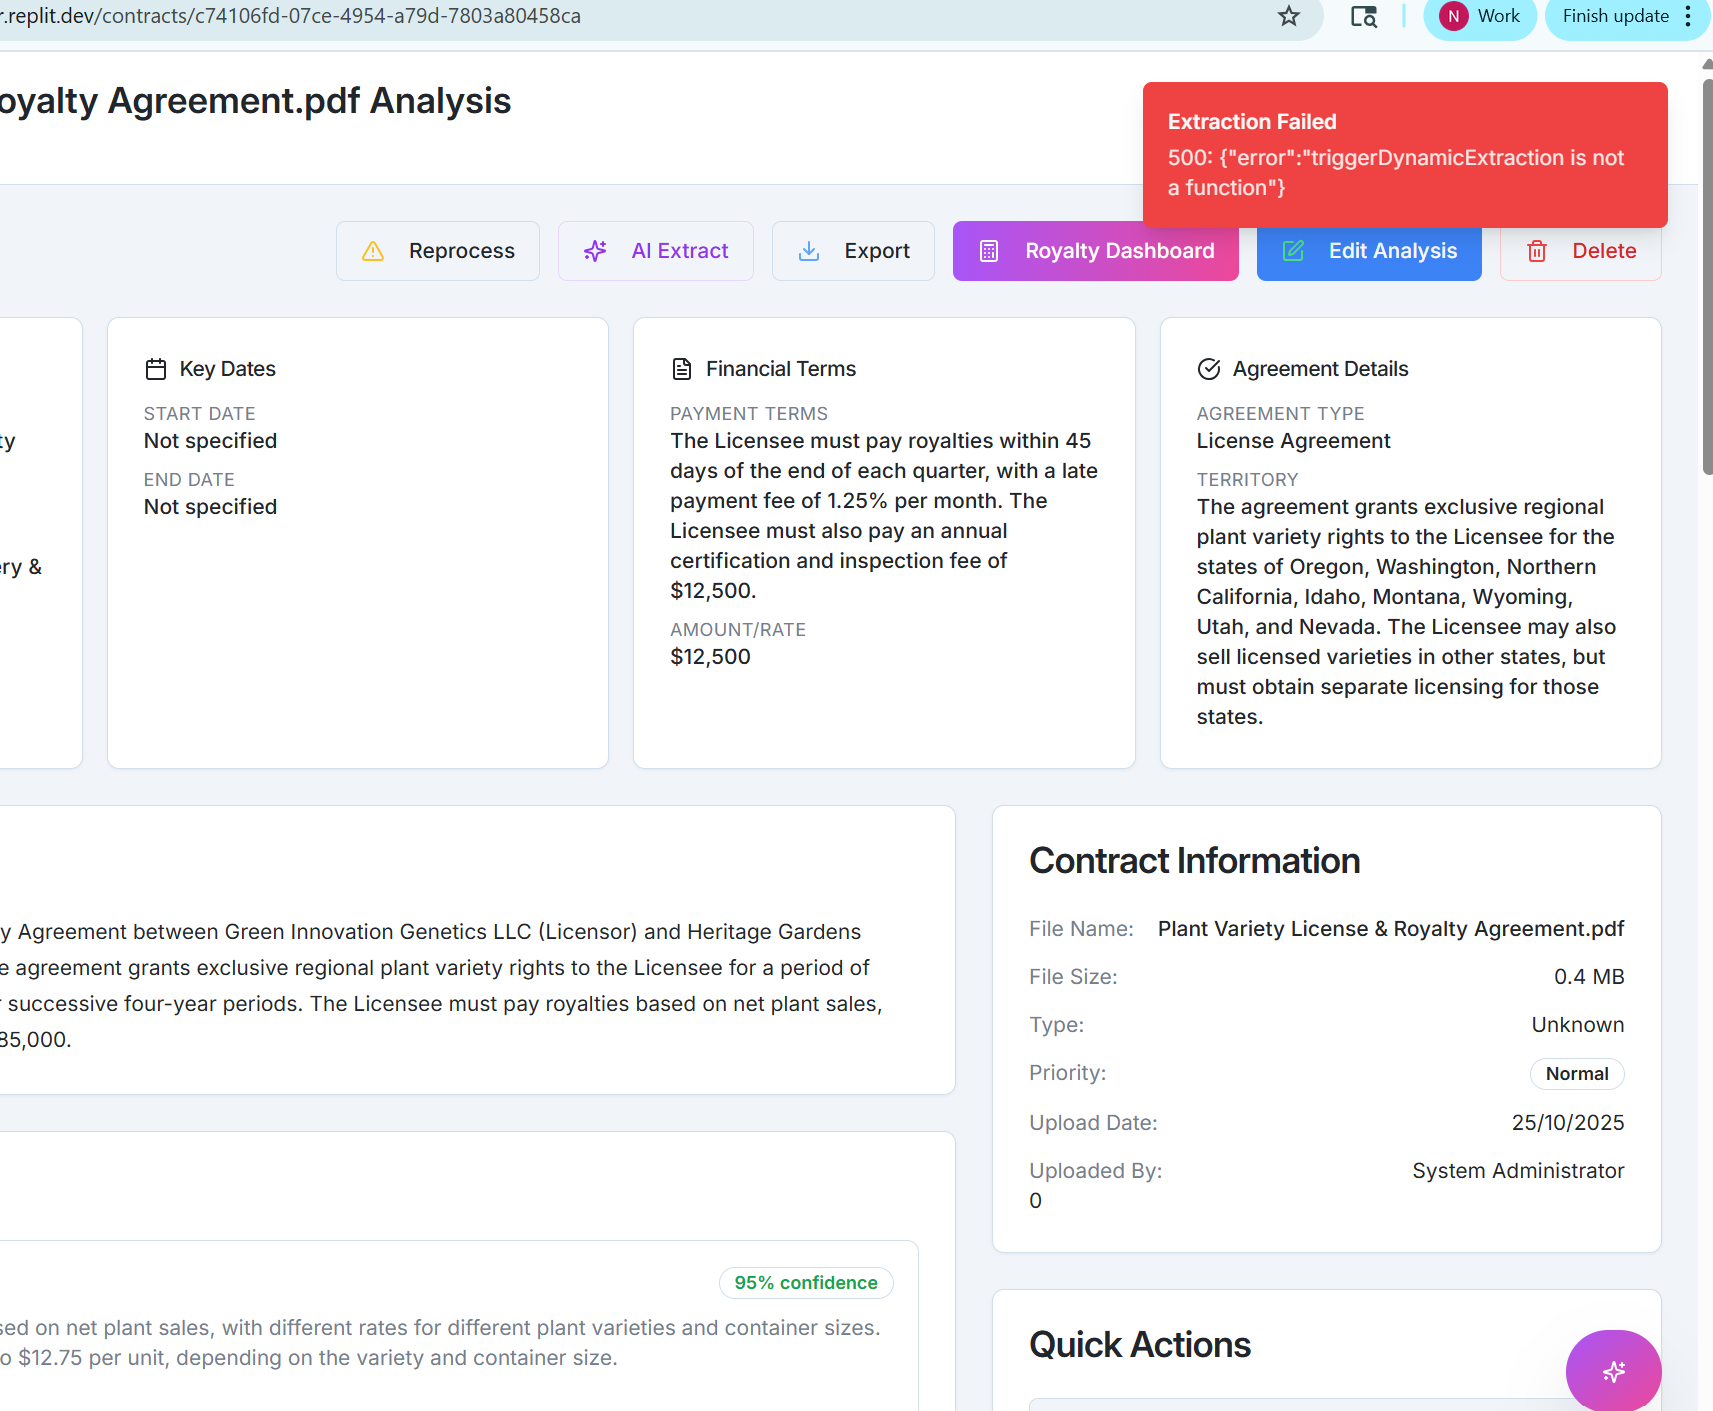 r.replit.dev/contracts/c74106fd-07ce-4954-a79d-7803a80458ca
N Work
Finish update
oyalty Agreement.pdf Analysis
Extraction Failed
500: {"error":"triggerDynamicExtraction is not
a function"}
Reprocess
AI Extract
Export
Royalty Dashboard
Edit Analysis
Delete
ty
ery &
Key Dates
START DATE
Not specified
END DATE
Not specified
Financial Terms
PAYMENT TERMS
The Licensee must pay royalties within 45
days of the end of each quarter, with a late
payment fee of 1.25% per month. The
Licensee must also pay an annual
certification and inspection fee of
$12,500.
AMOUNT/RATE
$12,500
Agreement Details
AGREEMENT TYPE
License Agreement
TERRITORY
The agreement grants exclusive regional
plant variety rights to the Licensee for the
states of Oregon, Washington, Northern
California, Idaho, Montana, Wyoming,
Utah, and Nevada. The Licensee may also
sell licensed varieties in other states, but
must obtain separate licensing for those
states.
y Agreement between Green Innovation Genetics LLC (Licensor) and Heritage Gardens
e agreement grants exclusive regional plant variety rights to the Licensee for a period of
r successive four-year periods. The Licensee must pay royalties based on net plant sales,
85,000.
95% confidence
sed on net plant sales, with different rates for different plant varieties and container sizes.
o $12.75 per unit, depending on the variety and container size.
Contract Information
File Name: Plant Variety License & Royalty Agreement.pdf
File Size: 0.4 MB
Type: Unknown
Priority: Normal
Upload Date: 25/10/2025
Uploaded By: System Administrator
0
Quick Actions